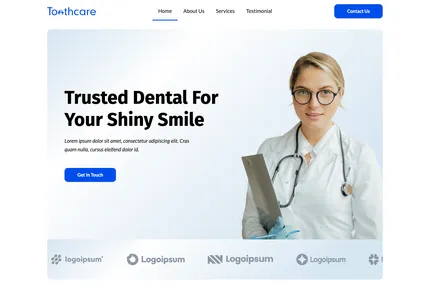 Toothcare
Home About Us Services Testimonial Contact Us
Trusted Dental For
Your Shiny Smile
Lorem ipsum dolor sit amet, consectetur adipiscing elit. Cras
quam nulla, cursus eleifend dolor id.
Get In Touch
logoipsum Logoipsum Logoipsum Logoipsum